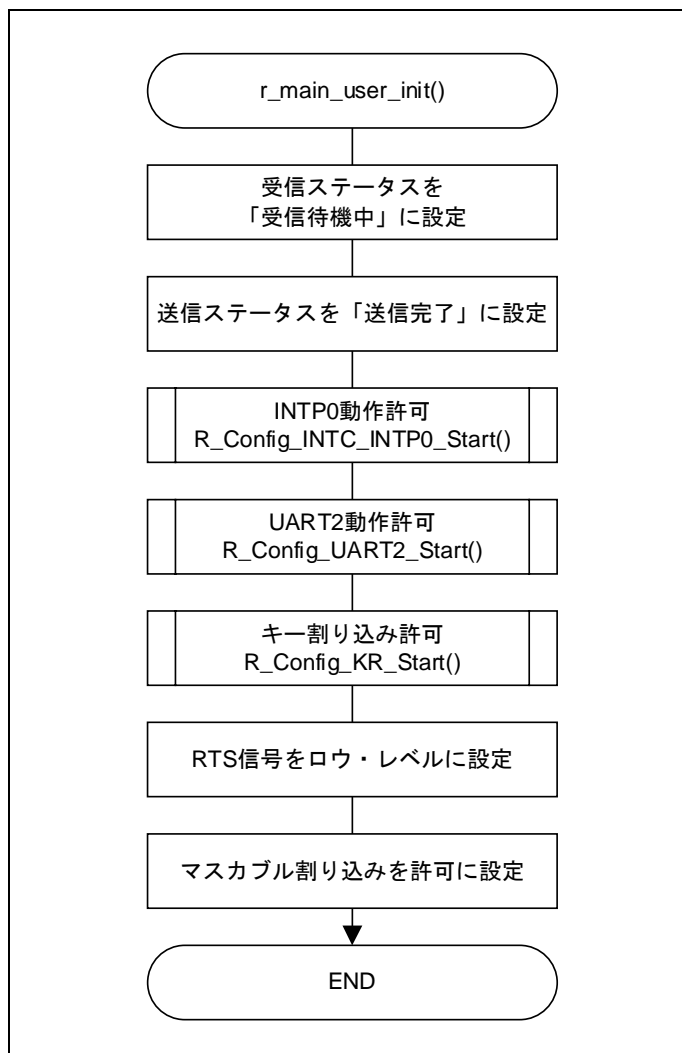 r_main_user_init()
受信ステータスを
「受信待機中」に設定
送信ステータスを「送信完了」に設定
INTP0動作許可
R_Config_INTC_INTP0_Start()
UART2動作許可
R_Config_UART2_Start()
キー割り込み許可
R_Config_KR_Start()
RTS信号をロウ・レベルに設定
マスカブル割り込みを許可に設定
END